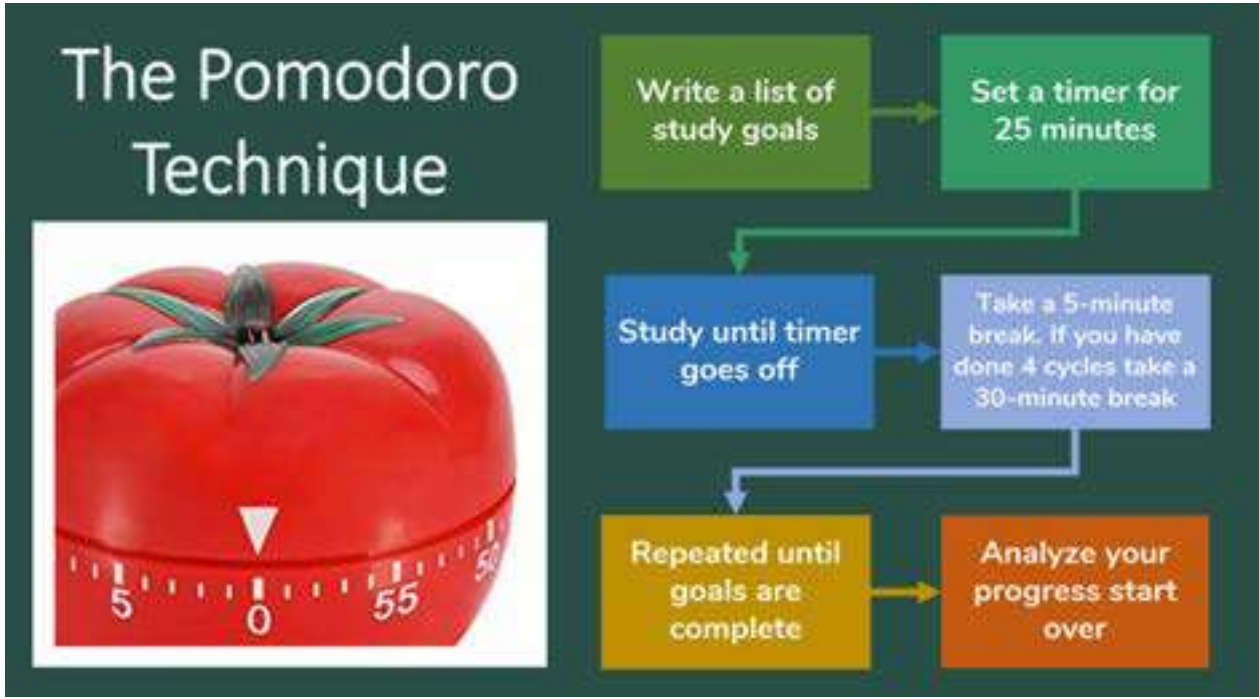 The Pomodoro
Technique
Write a list of
study goals
Set a timer for
25 minutes
Study until timer
goes off
Take a 5-minute
break. If you have
done 4 cycles take a
30-minute break
Repeated until
goals are
complete
Analyze your
progress start
over
5
0
55
50